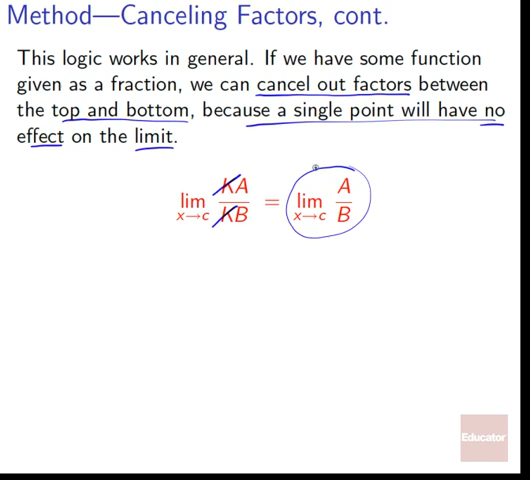 Method—Canceling Factors, cont.
This logic works in general. If we have some function
given as a fraction, we can cancel out factors between
the top and bottom, because a single point will have no
effect on the limit.
lim x→c KA/KB = lim x→c A/B
Educator